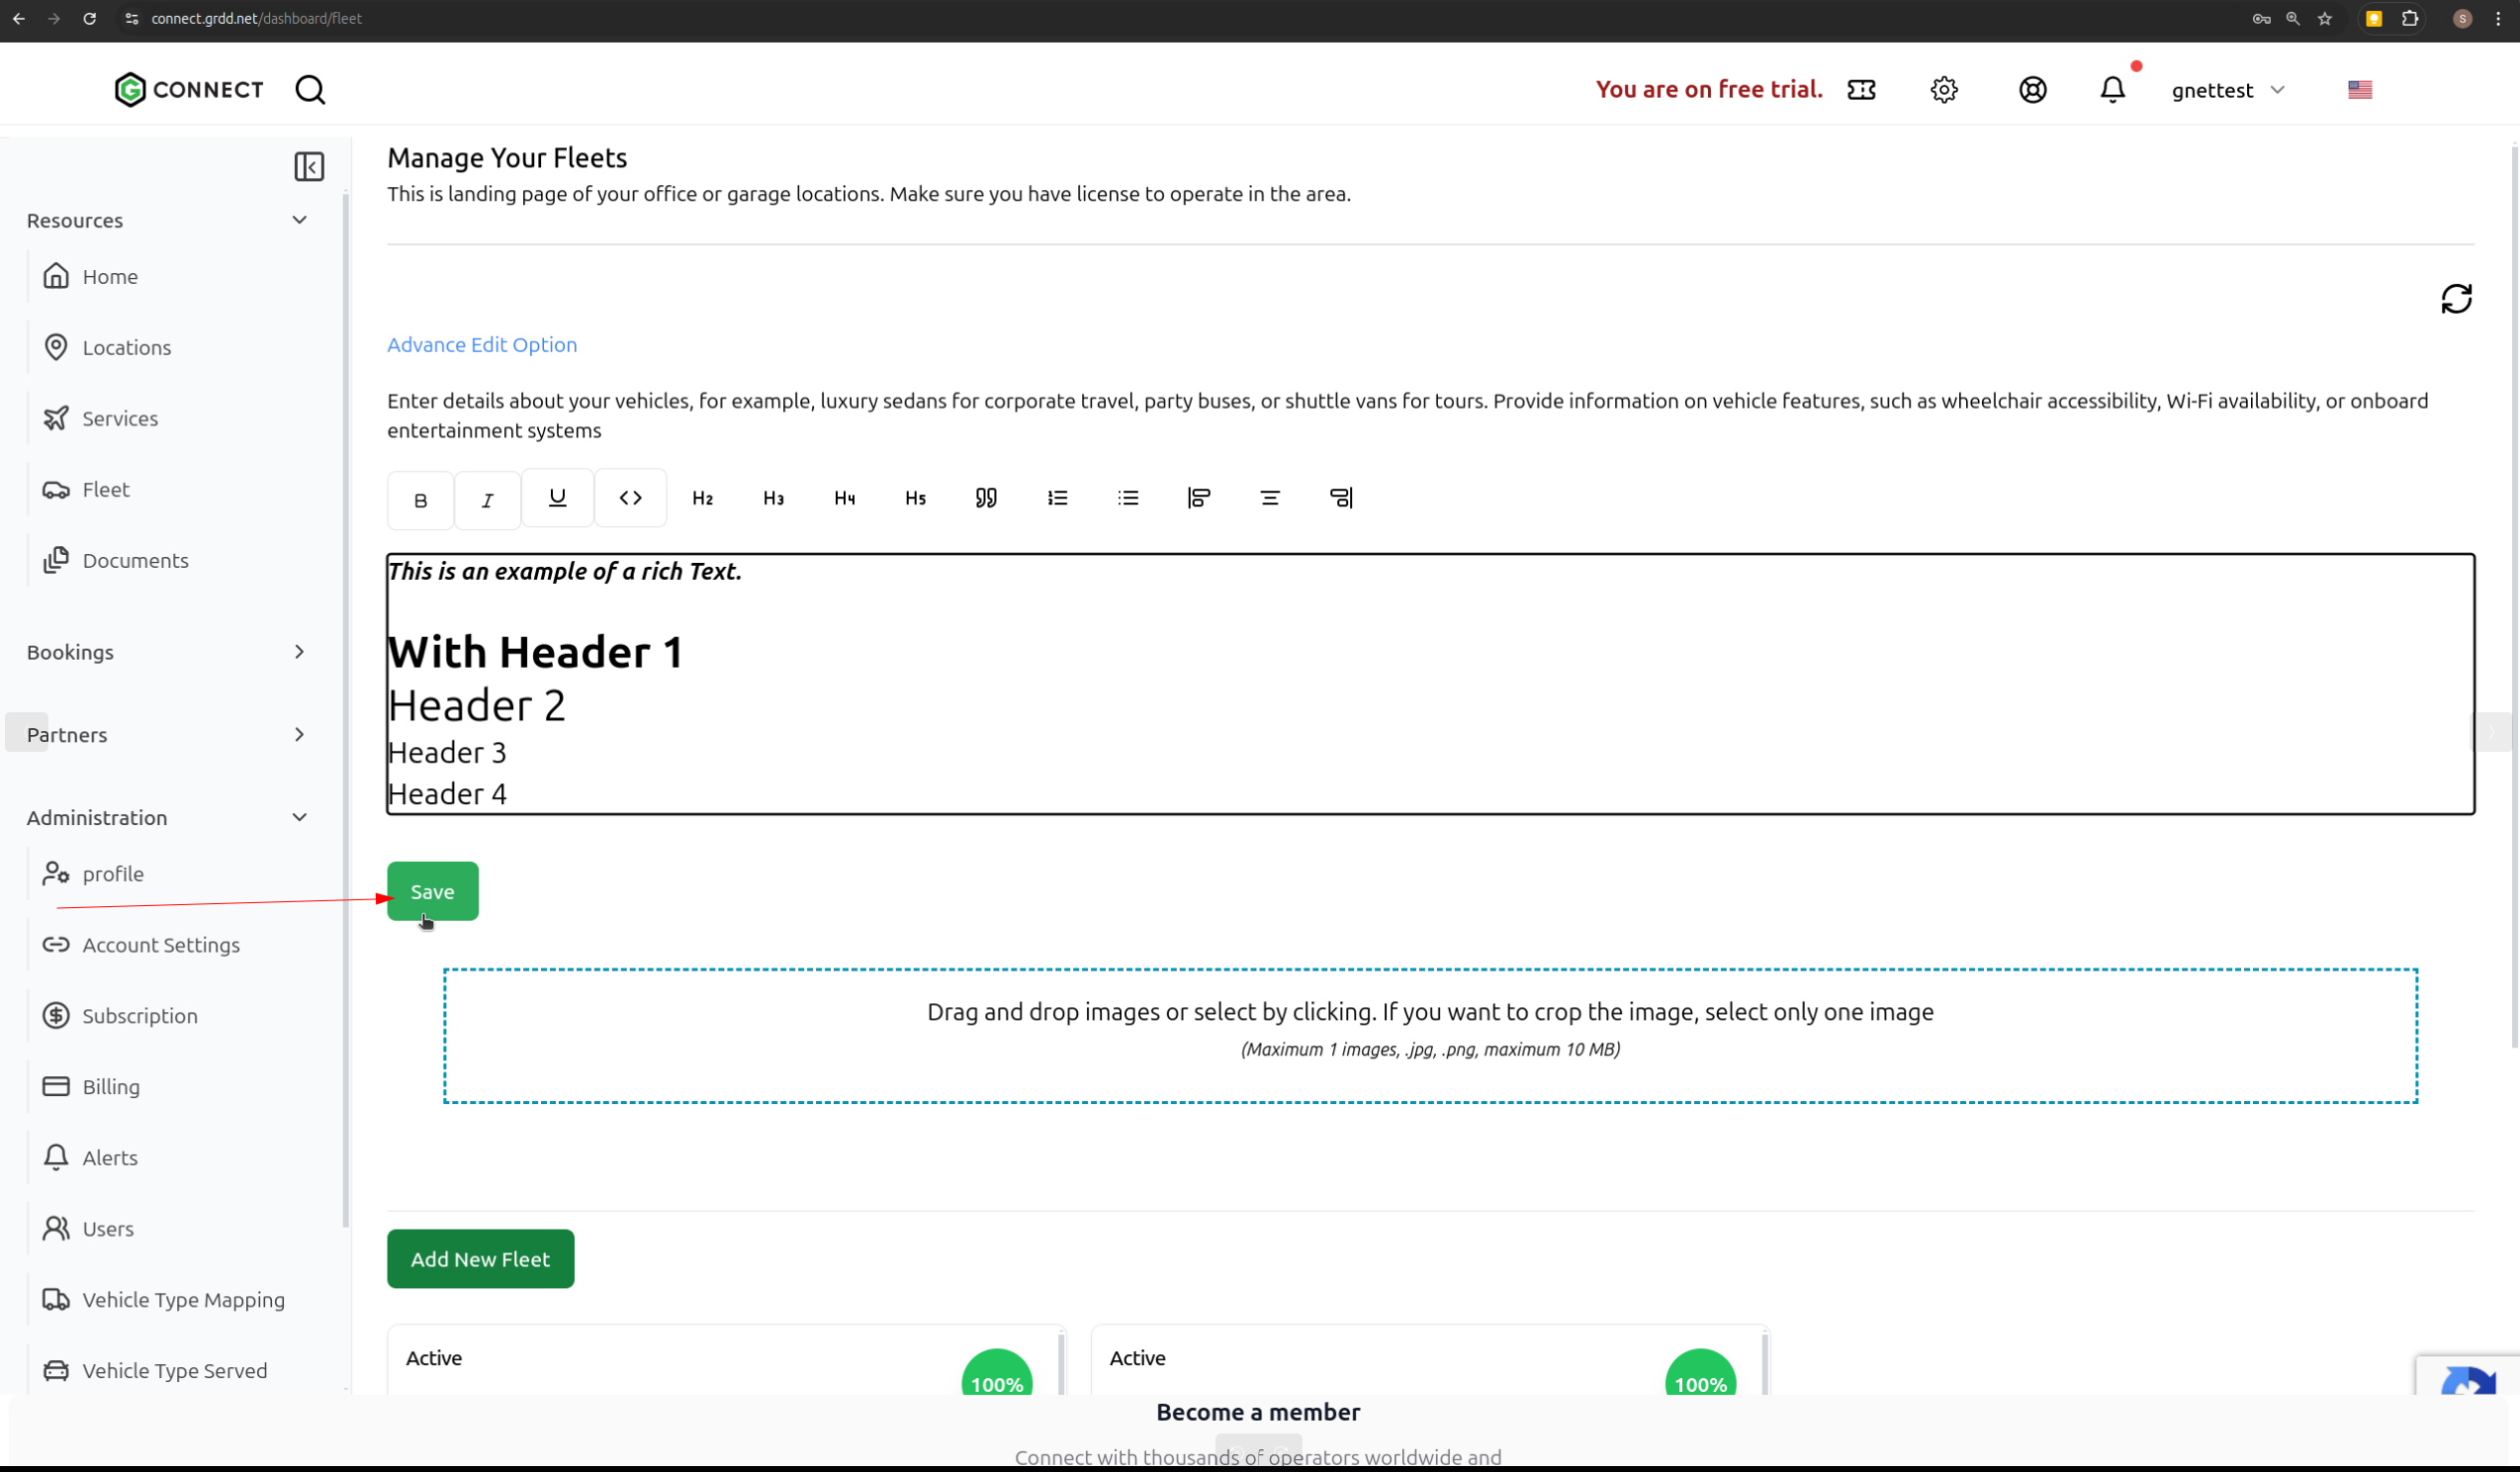 connect.grdd.net/dashboard/fleet
S
CONNECT
You are on free trial.
gnettest
Manage Your Fleets
This is landing page of your office or garage locations. Make sure you have license to operate in the area.
Resources
Home
Locations
Services
Fleet
Documents
Bookings
Partners
Administration
profile
Account Settings
Subscription
Billing
Alerts
Users
Vehicle Type Mapping
Vehicle Type Served
Advance Edit Option
Enter details about your vehicles, for example, luxury sedans for corporate travel, party buses, or shuttle vans for tours. Provide information on vehicle features, such as wheelchair accessibility, Wi-Fi availability, or onboard
entertainment systems
B I U <> H2 H3 H4 H5
This is an example of a rich Text.
With Header 1
Header 2
Header 3
Header 4
Save
Drag and drop images or select by clicking. If you want to crop the image, select only one image
(Maximum 1 images, .jpg, .png, maximum 10 MB)
Add New Fleet
Active
100%
Active
100%
Become a member
Connect with thousands of operators worldwide and